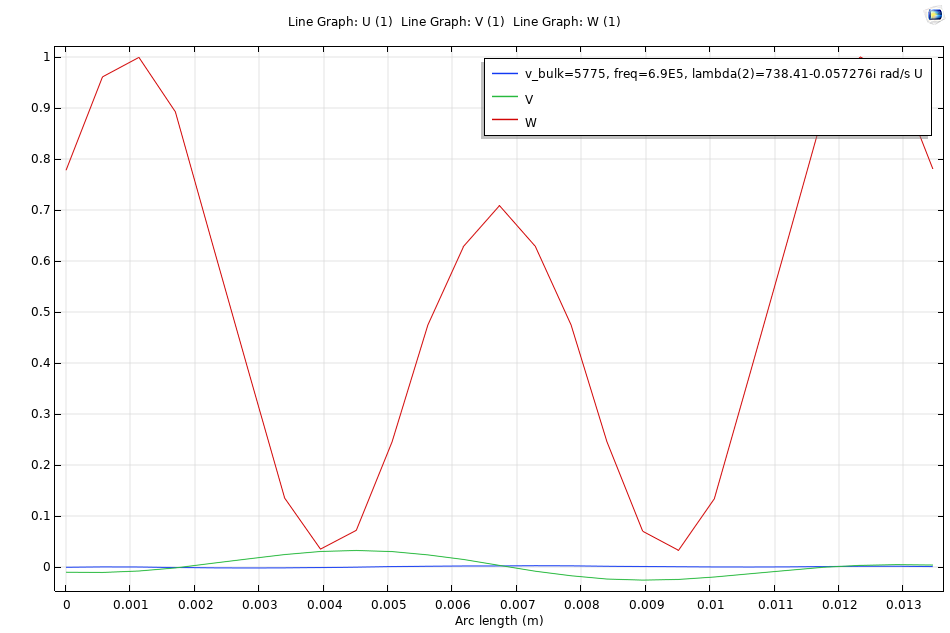 Line Graph: U (1)  Line Graph: V (1)  Line Graph: W (1)
v_bulk=5775, freq=6.9E5, lambda(2)=738.41-0.057276i rad/s U
V
W
1
0.9
0.8
0.7
0.6
0.5
0.4
0.3
0.2
0.1
0
0 0.001 0.002 0.003 0.004 0.005 0.006 0.007 0.008 0.009 0.01 0.011 0.012 0.013
Arc length (m)